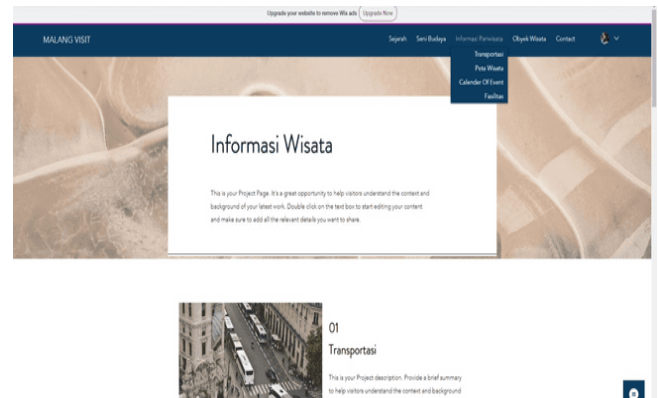 Upgrade your website to remove Wix ads Upgrade Now
MALANG VISIT
Sejarah Seni Budaya Informasi Pariwisata Obyek Wisata Contact
Transportasi
Peta Wisata
Calender Of Event
Fasilitas
Informasi Wisata
This is your Project Page. It's a great opportunity to help visitors understand the context and
background of your latest work. Double click on the text box to start editing your content
and make sure to add all the relevant details you want to share.
01
Transportasi
This is your Project description. Provide a brief summary
to help visitors understand the context and background